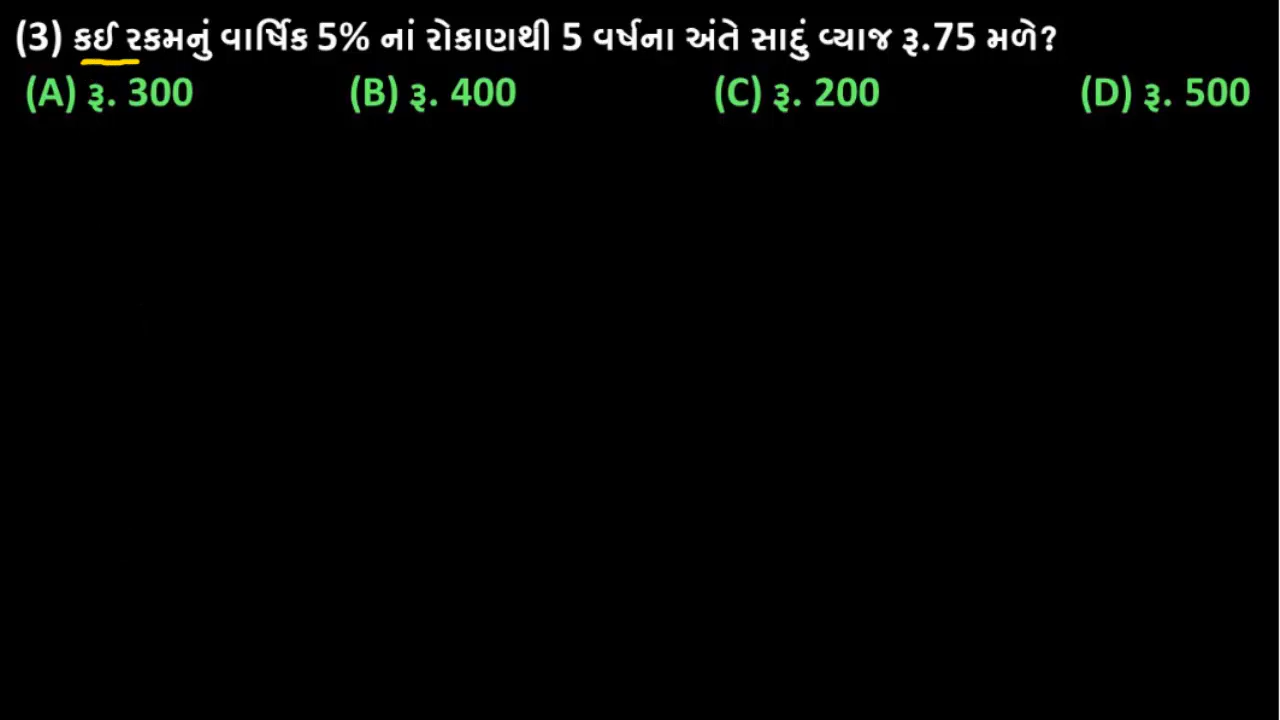 (3) કઈ રકમનું વાર્ષિક 5% નાં રોકાણથી 5 વર્ષના અંતે સાદું વ્યાજ રૂ.75 મળે?
(A) રૂ. 300 (B) રૂ. 400 (C) રૂ. 200 (D) રૂ. 500